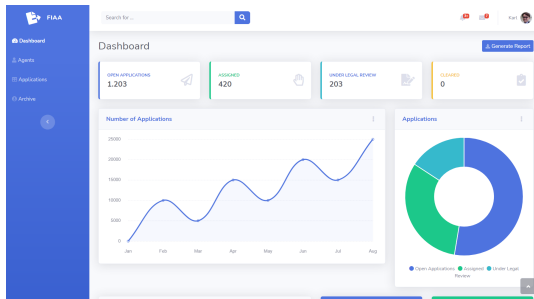 FIAA
Search for ...
Karl
Dashboard
Agents
Applications
Archive
Dashboard
Generate Report
OPEN APPLICATIONS
1.203
ASSIGNED
420
UNDER LEGAL REVIEW
203
CLEARED
0
Number of Applications
25000
20000
15000
10000
5000
0
Jan Feb Mar Apr May Jun Jul Aug
Applications
Open Applications Assigned Under Legal
Review